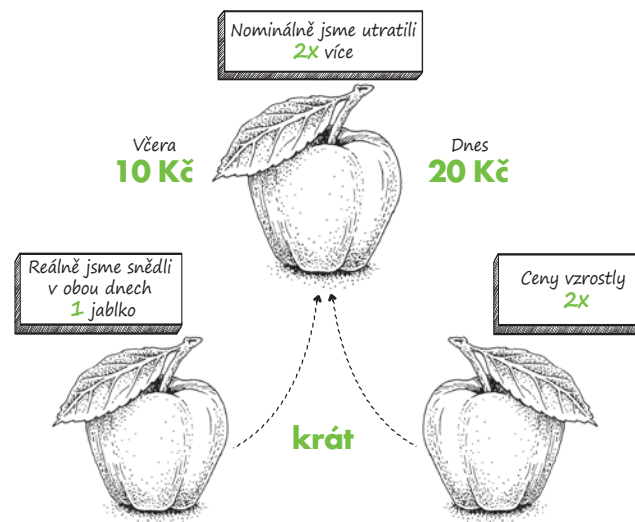 Nominálně jsme utratili
2x více
Včera
10 Kč
Dnes
20 Kč
Reálně jsme snědli
v obou dnech
1 jablko
Ceny vzrostly
2x
krát